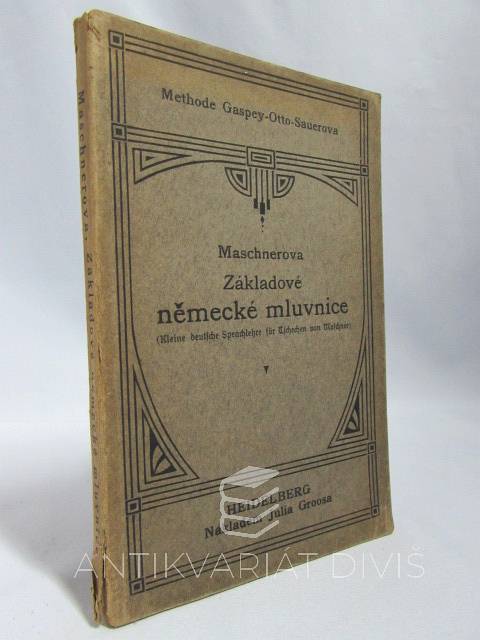 Methode Gaspey-Otto-Sauerova
Maschnerova
Základové
německé mluvnice
(Kleine deutsche Sprachlehre für Tschechen von Maschner)
HEIDELBERG
Nákladem Julia Groosa
Maschnerova, Základové německé mluvnice
ANTIKVARIÁT DIVIŠ